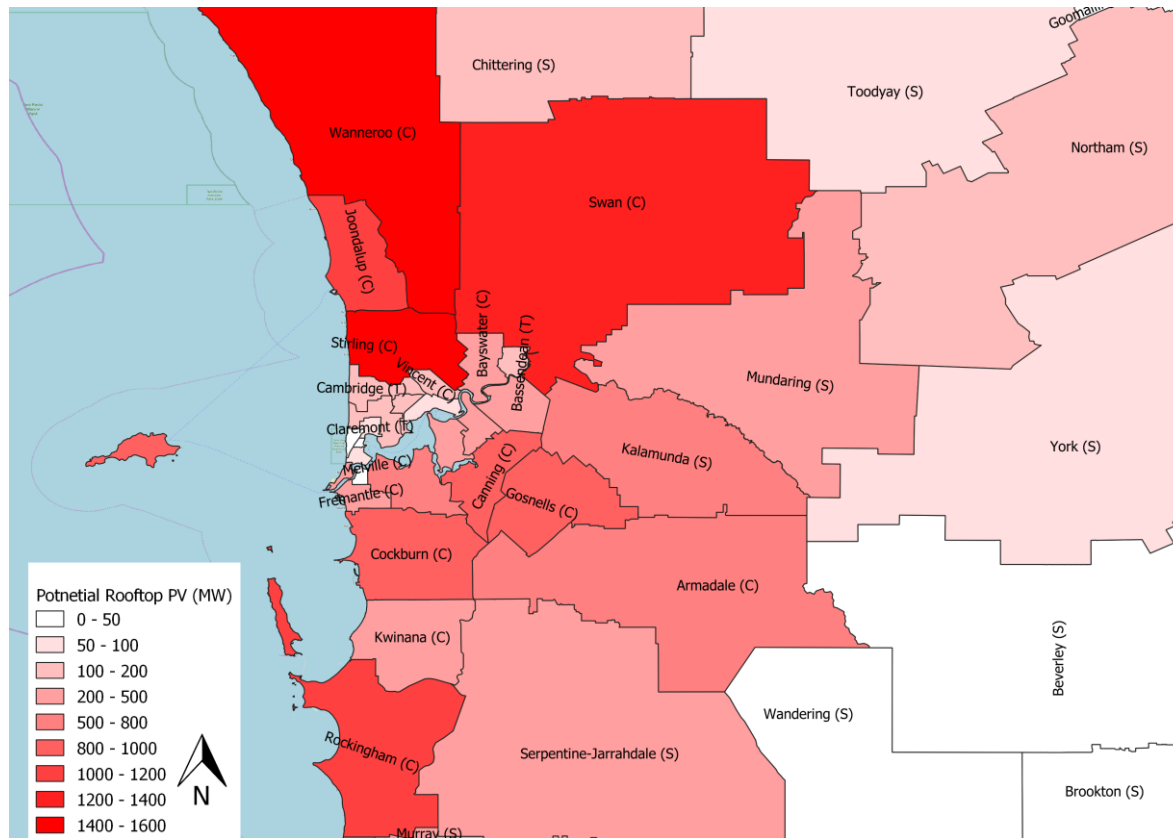 Goomalli
Chittering (S)
Toodyay (S)
Wanneroo (C)
Northam (S)
Swan (C)
Joondalup (C)
Bayswater (C)
Bassendean (T)
Stirling (C)
Vincent (C)
Cambridge (T)
Mundaring (S)
Claremont (T)
Kalamunda (S)
York (S)
Melville (C)
Canning (C)
Fremantle (C)
Gosnells (C)
Cockburn (C)
Armadale (C)
Kwinana (C)
Beverley (S)
Wandering (S)
Rockingham (C)
Serpentine-Jarrahdale (S)
Brookton (S)
Murray (S)
Potnetial Rooftop PV (MW)
0 - 50
50 - 100
100 - 200
200 - 500
500 - 800
800 - 1000
1000 - 1200
1200 - 1400
1400 - 1600
N